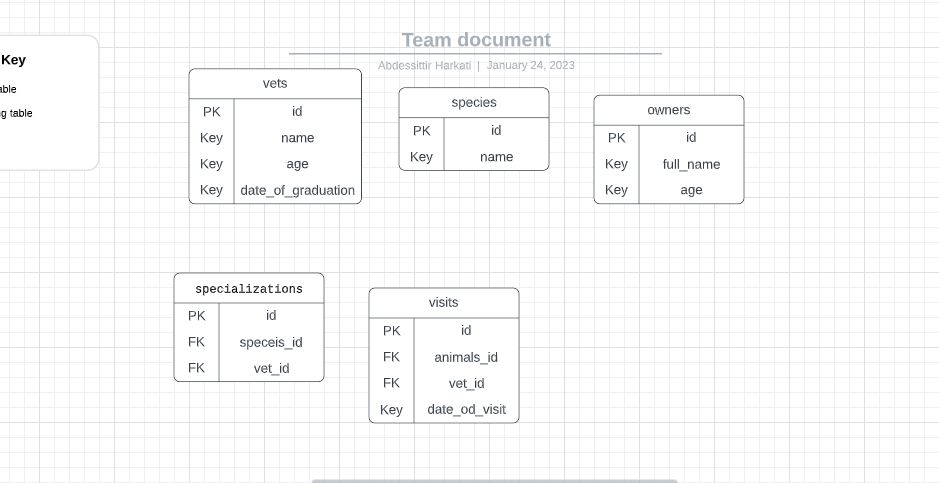 Team document
Abdessittir Harkati | January 24, 2023
Key
able
g table
vets
PK id
Key name
Key age
Key date_of_graduation
species
PK id
Key name
owners
PK id
Key full_name
Key age
specializations
PK id
FK speceis_id
FK vet_id
visits
PK id
FK animals_id
FK vet_id
Key date_od_visit